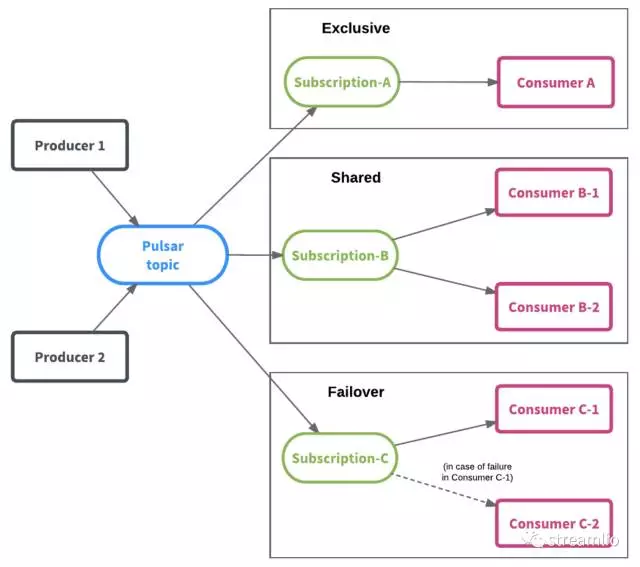 Exclusive
Subscription-A
Consumer A
Producer 1
Shared
Consumer B-1
Pulsar
topic
Subscription-B
Consumer B-2
Producer 2
Failover
Consumer C-1
Subscription-C
(in case of failure
in Consumer C-1)
Consumer C-2
streamlio